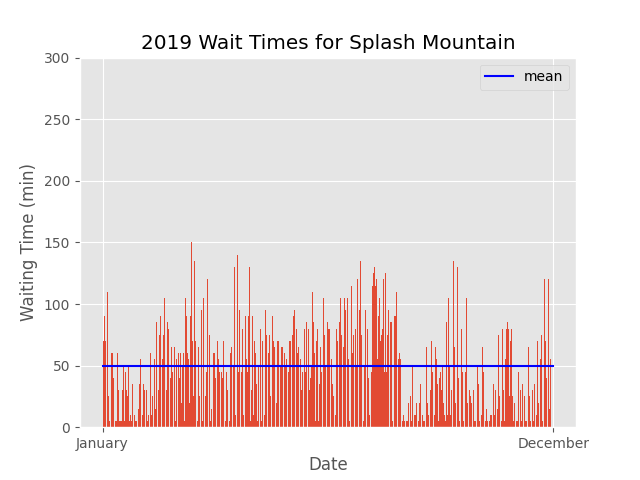 2019 Wait Times for Splash Mountain
mean
300
250
200
150
100
50
0
Waiting Time (min)
January
December
Date